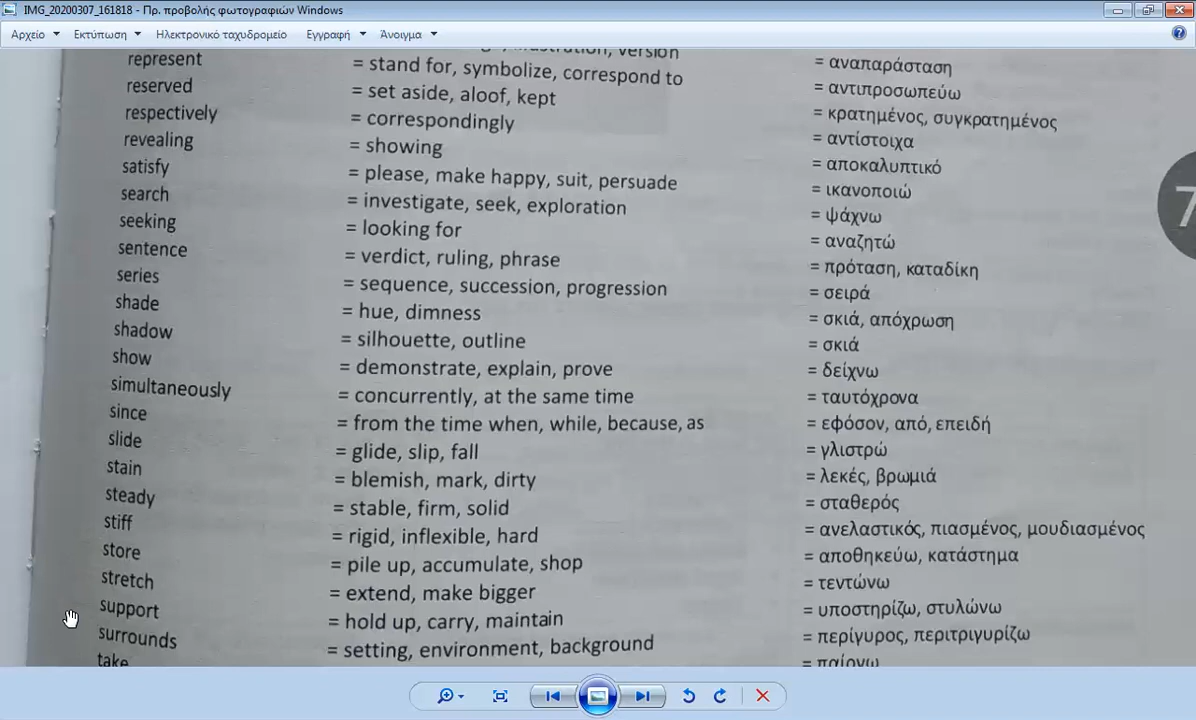 IMG_20200307_161818 - Πρ. προβολής φωτογραφιών Windows
Αρχείο Εκτύπωση Ηλεκτρονικό ταχυδρομείο Εγγραφή Άνοιγμα
version
represent = stand for, symbolize, correspond to = αναπαράσταση
reserved = set aside, aloof, kept = αντιπροσωπεύω
respectively = correspondingly = κρατημένος, συγκρατημένος
revealing = showing = αντίστοιχα
satisfy = please, make happy, suit, persuade = αποκαλυπτικό
search = investigate, seek, exploration = ικανοποιώ
seeking = looking for = ψάχνω
sentence = verdict, ruling, phrase = αναζητώ
series = sequence, succession, progression = πρόταση, καταδίκη
shade = hue, dimness = σειρά
shadow = silhouette, outline = σκιά, απόχρωση
show = demonstrate, explain, prove = σκιά
simultaneously = concurrently, at the same time = δείχνω
since = from the time when, while, because, as = ταυτόχρονα
slide = glide, slip, fall = εφόσον, από, επειδή
stain = blemish, mark, dirty = γλιστρώ
steady = stable, firm, solid = λεκές, βρωμιά
stiff = rigid, inflexible, hard = σταθερός
store = pile up, accumulate, shop = ανελαστικός, πιασμένος, μουδιασμένος
stretch = extend, make bigger = αποθηκεύω, κατάστημα
support = hold up, carry, maintain = τεντώνω
surrounds = setting, environment, background = υποστηρίζω, στυλώνω
take = περίγυρος, περιτριγυρίζω
= παίρνω
7